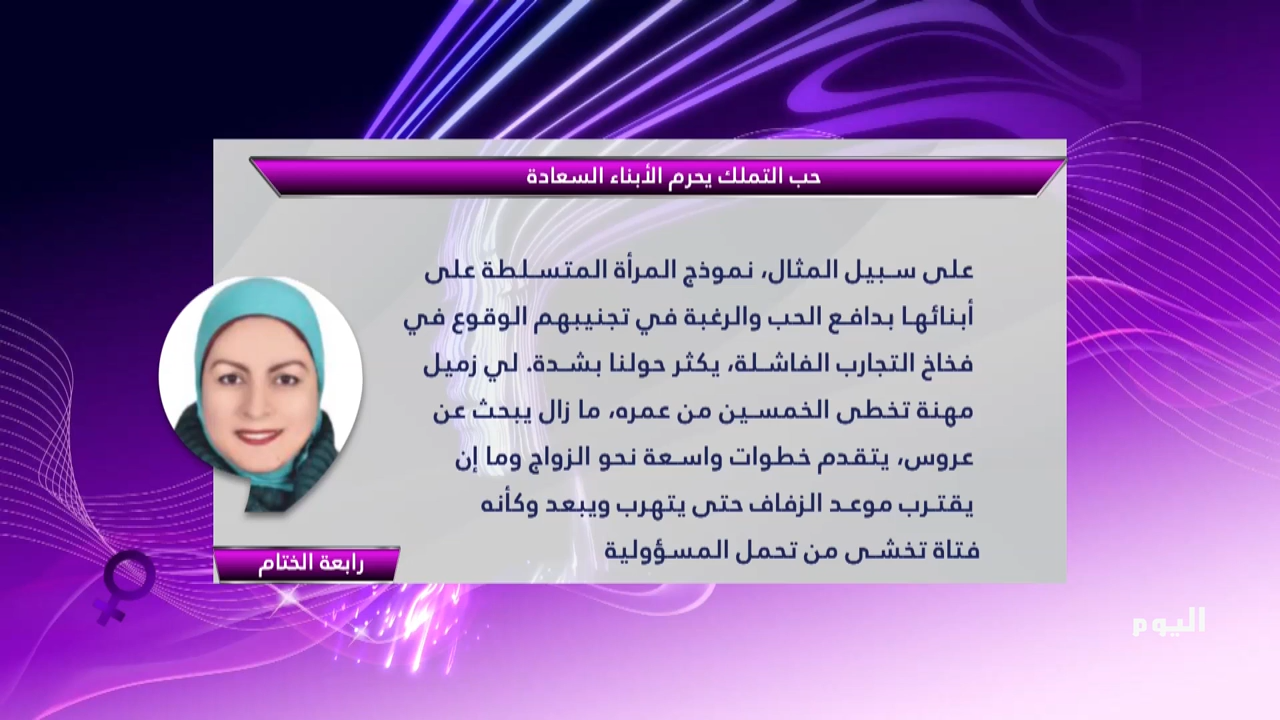 حب التملك يحرم الأبناء السعادة
على سبيل المثال، نموذج المرأة المتسلطة على
أبنائها بدافع الحب والرغبة في تجنيبهم الوقوع في
فخاخ التجارب الفاشلة، يكثر حولنا بشدة. لي زميل
مهنة تخطى الخمسين من عمره، ما زال يبحث عن
عروس، يتقدم خطوات واسعة نحو الزواج وما إن
يقترب موعد الزفاف حتى يتهرب ويبعد وكأنه
فتاة تخشى من تحمل المسؤولية
رابعة الختام
اليوم